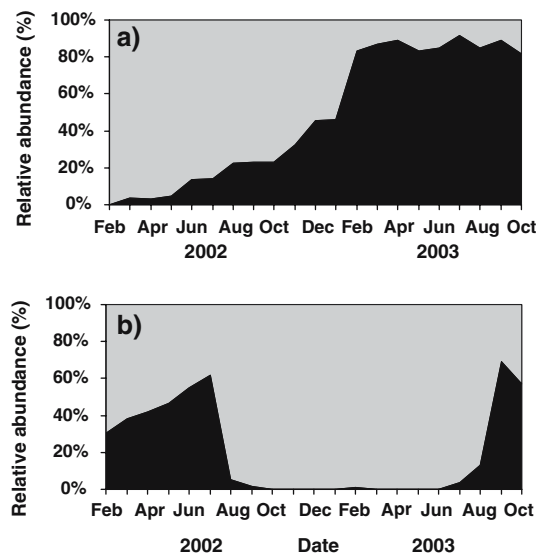 a)
Relative abundance (%)
100%
80%
60%
40%
20%
0%
Feb Apr Jun Aug Oct Dec Feb Apr Jun Aug Oct
2002 2003
b)
Relative abundance (%)
100%
80%
60%
40%
20%
0%
Feb Apr Jun Aug Oct Dec Feb Apr Jun Aug Oct
2002 Date 2003